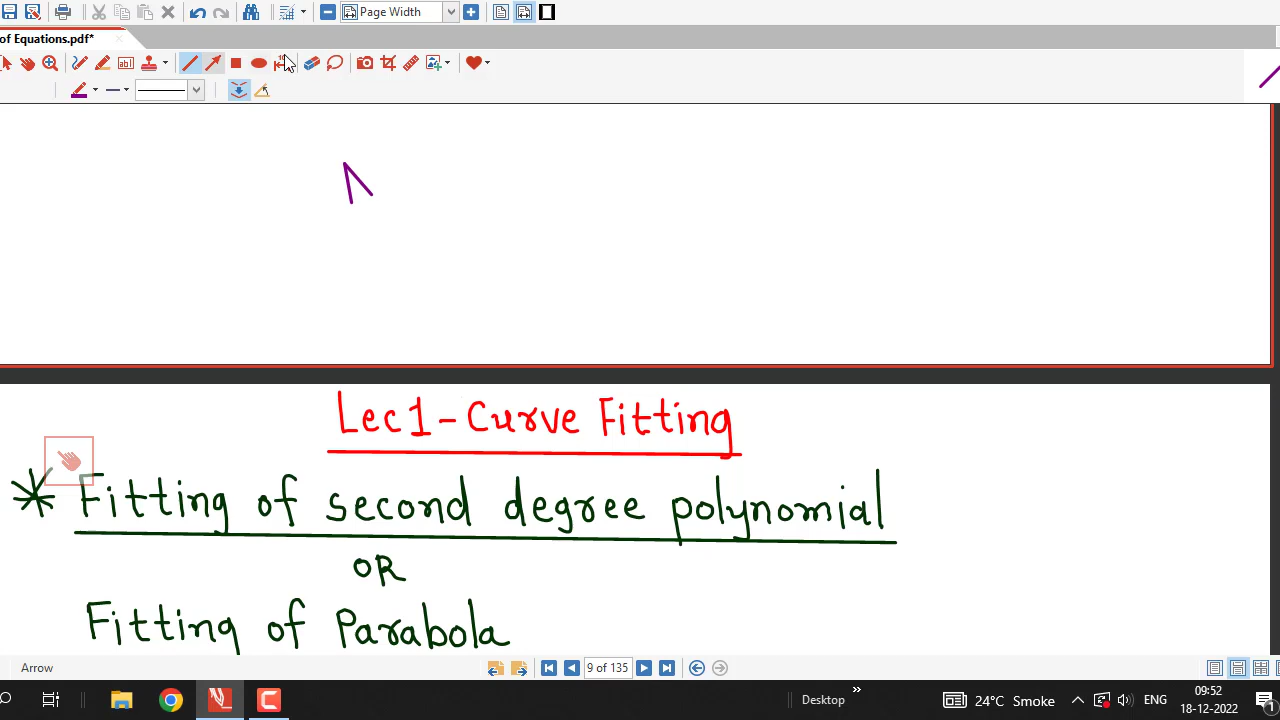 Page Width
of Equations.pdf*
Lec1-Curve Fitting
Fitting of second degree polynomial
OR
Fitting of Parabola
Arrow
9 of 135
Desktop
24°C Smoke
ENG
09:52
18-12-2022
1